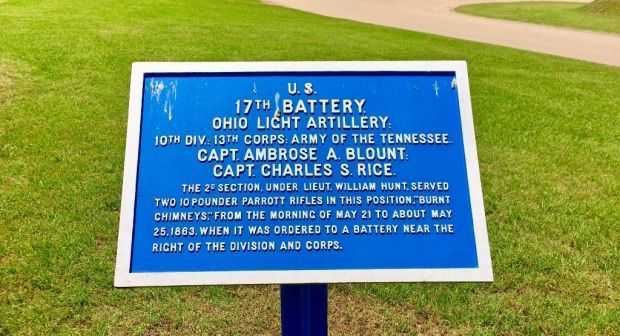 U.S.
17TH BATTERY,
OHIO LIGHT ARTILLERY;
10TH DIV.: 13TH CORPS: ARMY OF THE TENNESSEE.
CAPT. AMBROSE A. BLOUNT;
CAPT. CHARLES S. RICE.
THE 2D SECTION, UNDER LIEUT. WILLIAM HUNT, SERVED
TWO 10 POUNDER PARROTT RIFLES IN THIS POSITION, "BURNT
CHIMNEYS," FROM THE MORNING OF MAY 21 TO ABOUT MAY
25, 1863, WHEN IT WAS ORDERED TO A BATTERY NEAR THE
RIGHT OF THE DIVISION AND CORPS.